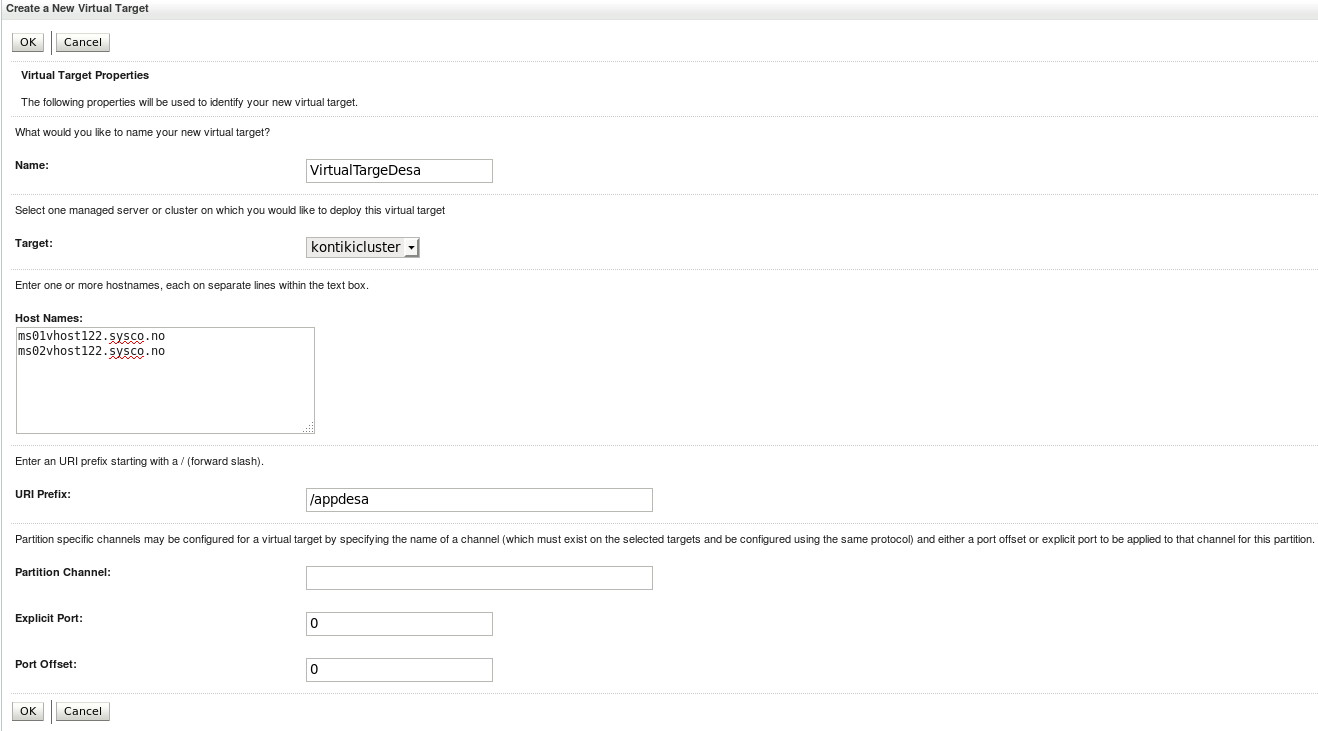 Create a New Virtual Target
OK Cancel
Virtual Target Properties
The following properties will be used to identify your new virtual target.
What would you like to name your new virtual target?
Name: VirtualTargeDesa
Select one managed server or cluster on which you would like to deploy this virtual target
Target: kontikicluster
Enter one or more hostnames, each on separate lines within the text box.
Host Names:
ms01vhost122.sysco.no
ms02vhost122.sysco.no
Enter an URI prefix starting with a / (forward slash).
URI Prefix: /appdesa
Partition specific channels may be configured for a virtual target by specifying the name of a channel (which must exist on the selected targets and be configured using the same protocol) and either a port offset or explicit port to be applied to that channel for this partition.
Partition Channel:
Explicit Port: 0
Port Offset: 0
OK Cancel